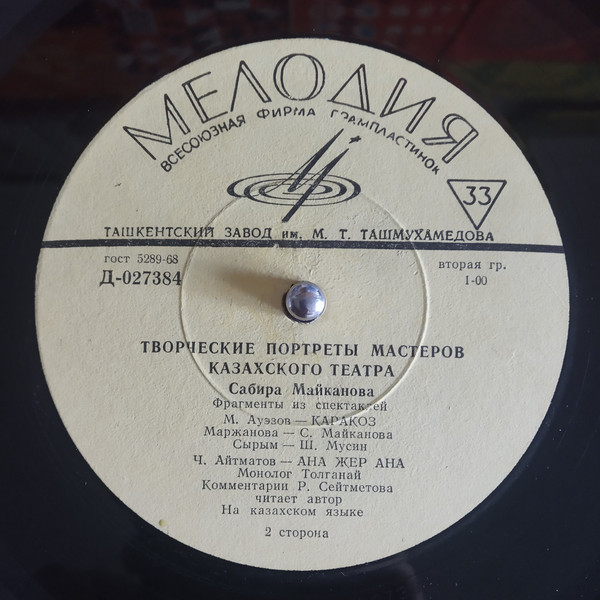 МЕЛОДИЯ
ВСЕСОЮЗНАЯ ФИРМА ГРАМПЛАСТИНОК
33
ТАШКЕНТСКИЙ ЗАВОД им. М. Т. ТАШМУХАМЕДОВА
гост 5289-68
Д-027384
вторая гр.
1-00
ТВОРЧЕСКИЕ ПОРТРЕТЫ МАСТЕРОВ
КАЗАХСКОГО ТЕАТРА
Сабира Майканова
Фрагменты из спектаклей
М. Ауэзов — КАРАКОЗ
Маржанова — С. Майканова
Сырым — Ш. Мусин
Ч. Айтматов — АНА ЖЕР АНА
Монолог Толганай
Комментарии Р. Сейтметова
читает автор
На казахском языке
2 сторона